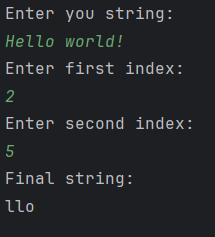 Enter you string:
Hello world!
Enter first index:
2
Enter second index:
5
Final string:
llo